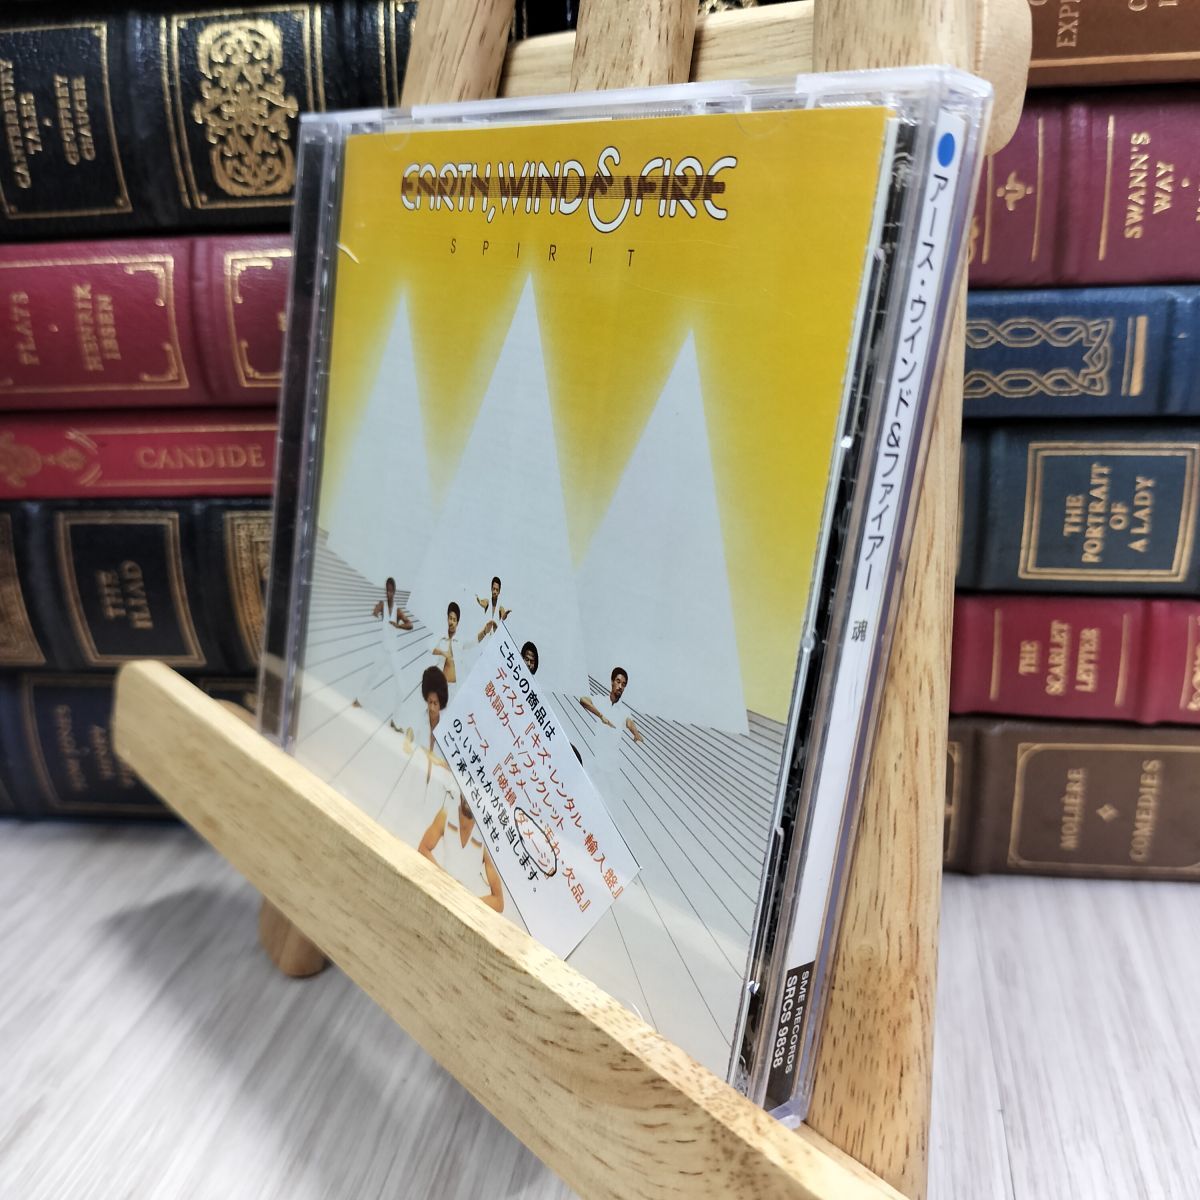 EARTH, WIND & FIRE
SPIRIT
こちらの商品は
ディスク『キズ・レンタル・輸入盤』
歌詞カード/ブックレット
『ダメージ・汚れ・欠品』
ケース『破損・ダメージ』
の、いずれかが該当します。
ご了承下さいませ。
アース・ウインド&ファイアー 魂
SME RECORDS
SRCS 9838
CANTERBURY
TALES
GEOFFREY
CHAUCER
PLAYS
HENRIK
IBSEN
CANDIDE
THE
ILIAD
TOM JONES
SWANN'S
WAY
THE
PORTRAIT
OF
A LADY
THE
SCARLET
LETTER
MOLIÈRE
COMEDIES